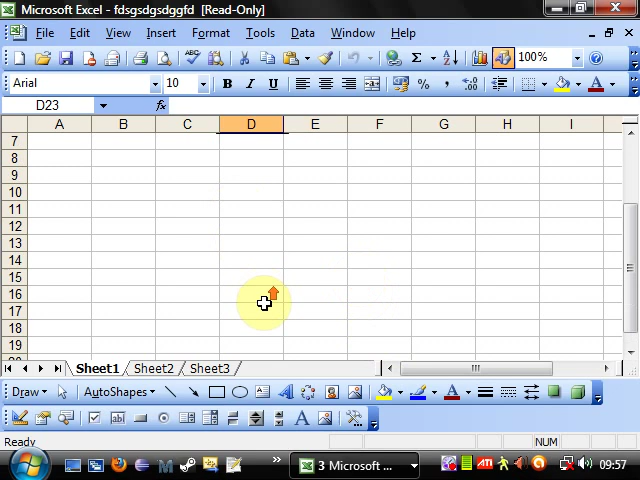 Microsoft Excel - fdsgsdgsdggfd [Read-Only]
File Edit View Insert Format Tools Data Window Help
100%
Arial 10 B I U % ,
D23 fx
A B C D E F G H I
7
8
9
10
11
12
13
14
15
16
17
18
19
Sheet1 Sheet2 Sheet3
Draw AutoShapes
Ready NUM
3 Microsoft ... ATI 09:57